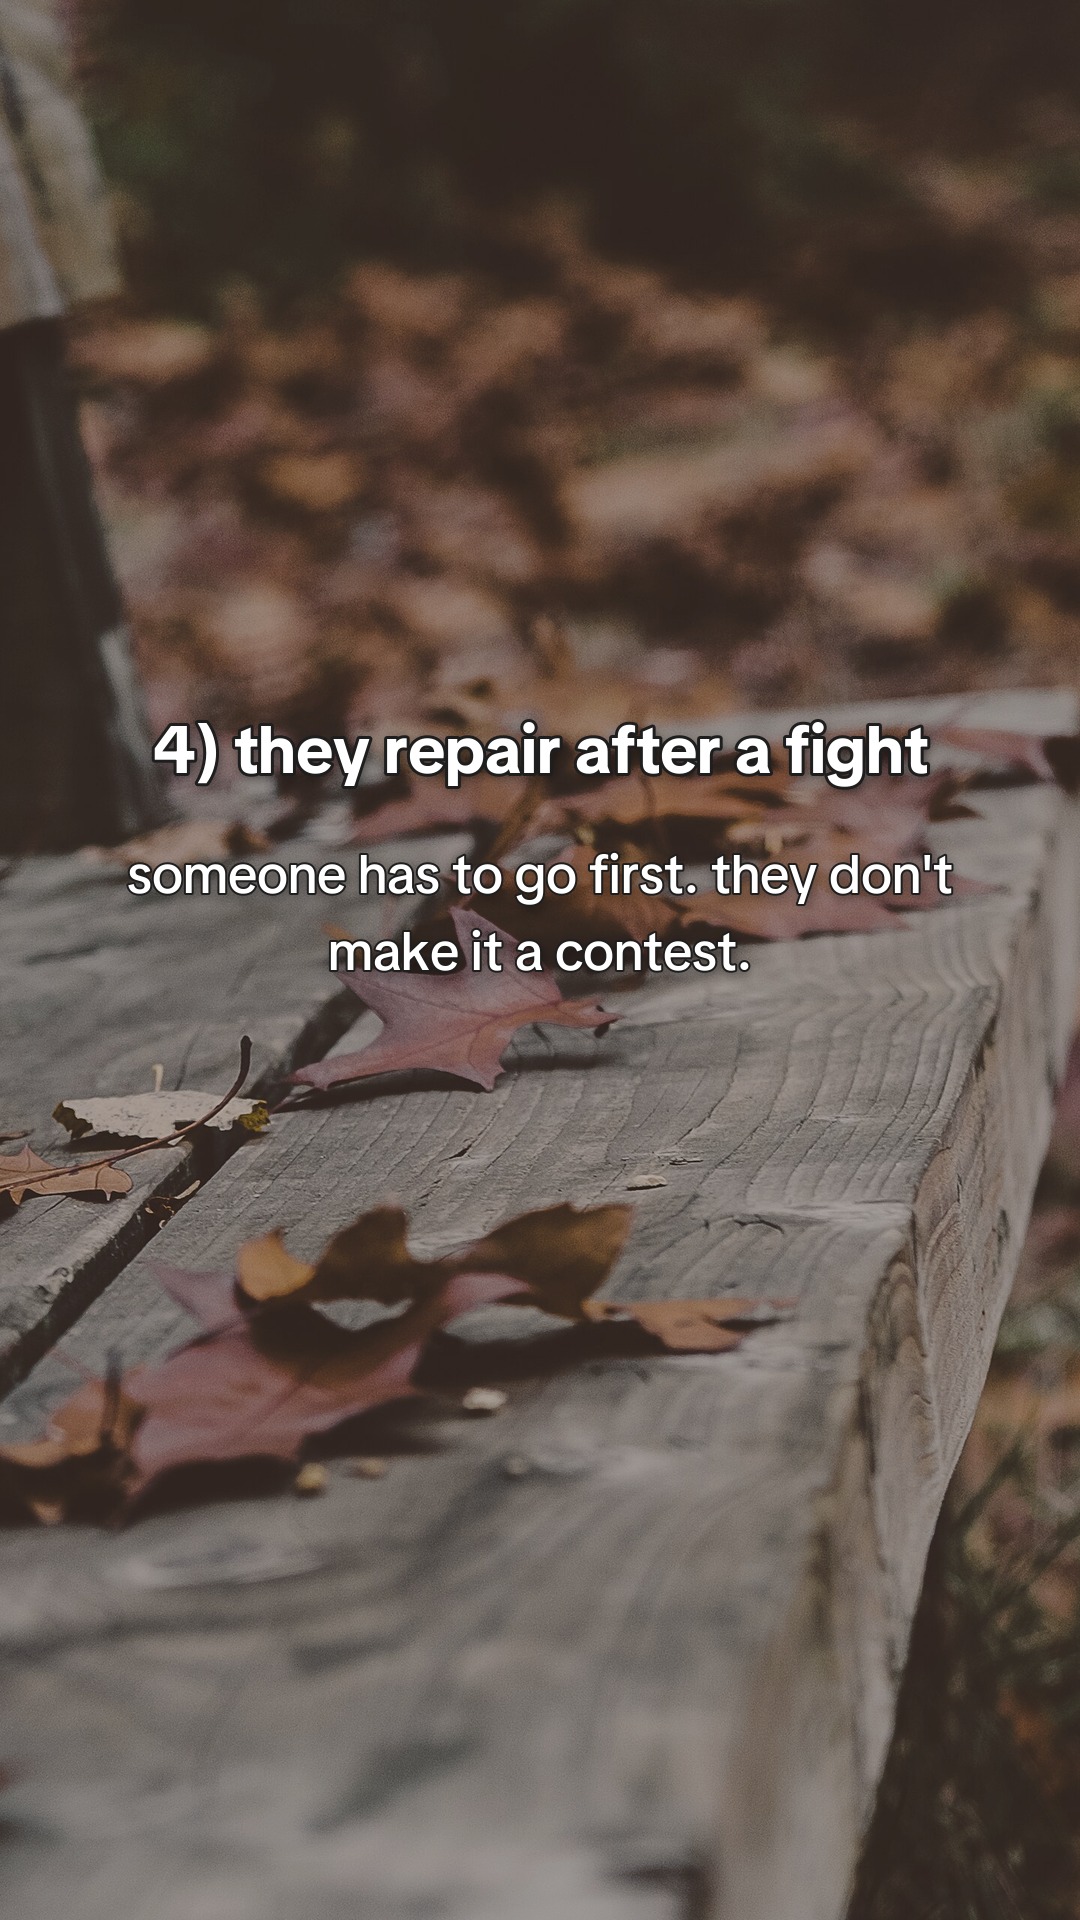 4) they repair after a fight
someone has to go first. they don't
make it a contest.